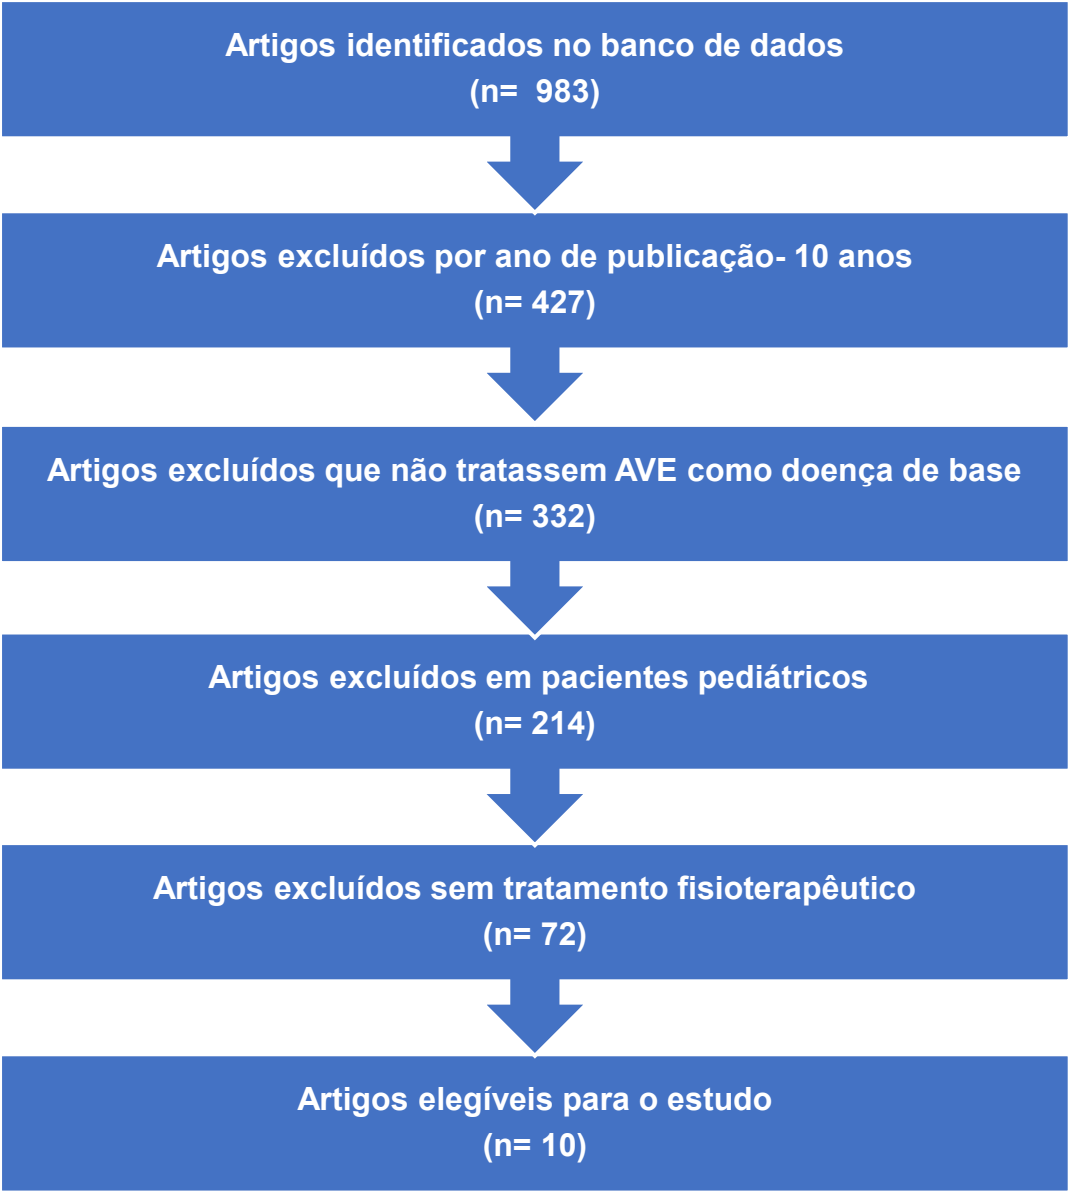 Artigos identificados no banco de dados
(n=  983)
Artigos excluídos por ano de publicação- 10 anos
(n= 427)
Artigos excluídos que não tratassem AVE como doença de base
(n= 332)
Artigos excluídos em pacientes pediátricos
(n= 214)
Artigos excluídos sem tratamento fisioterapêutico
(n= 72)
Artigos elegíveis para o estudo
(n= 10)